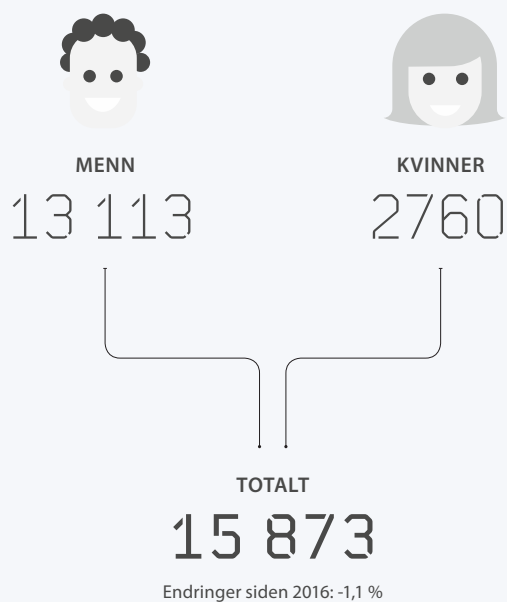 MENN
13 113
KVINNER
2760
TOTALT
15 873
Endringer siden 2016: -1,1 %